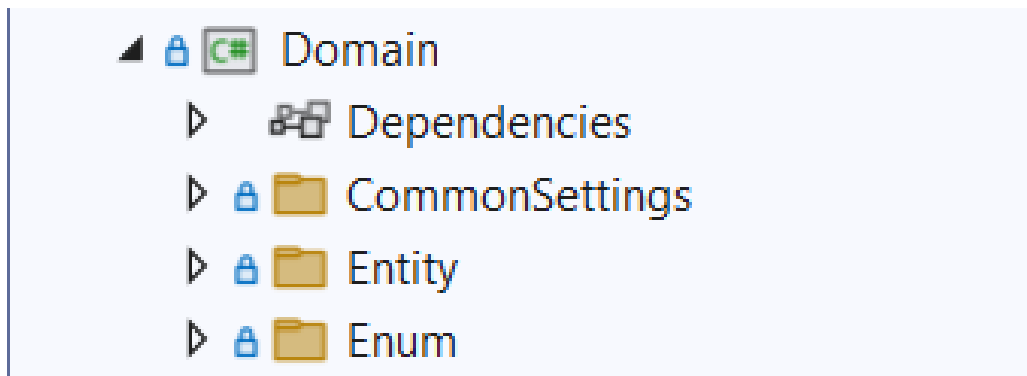 C# Domain
Dependencies
CommonSettings
Entity
Enum